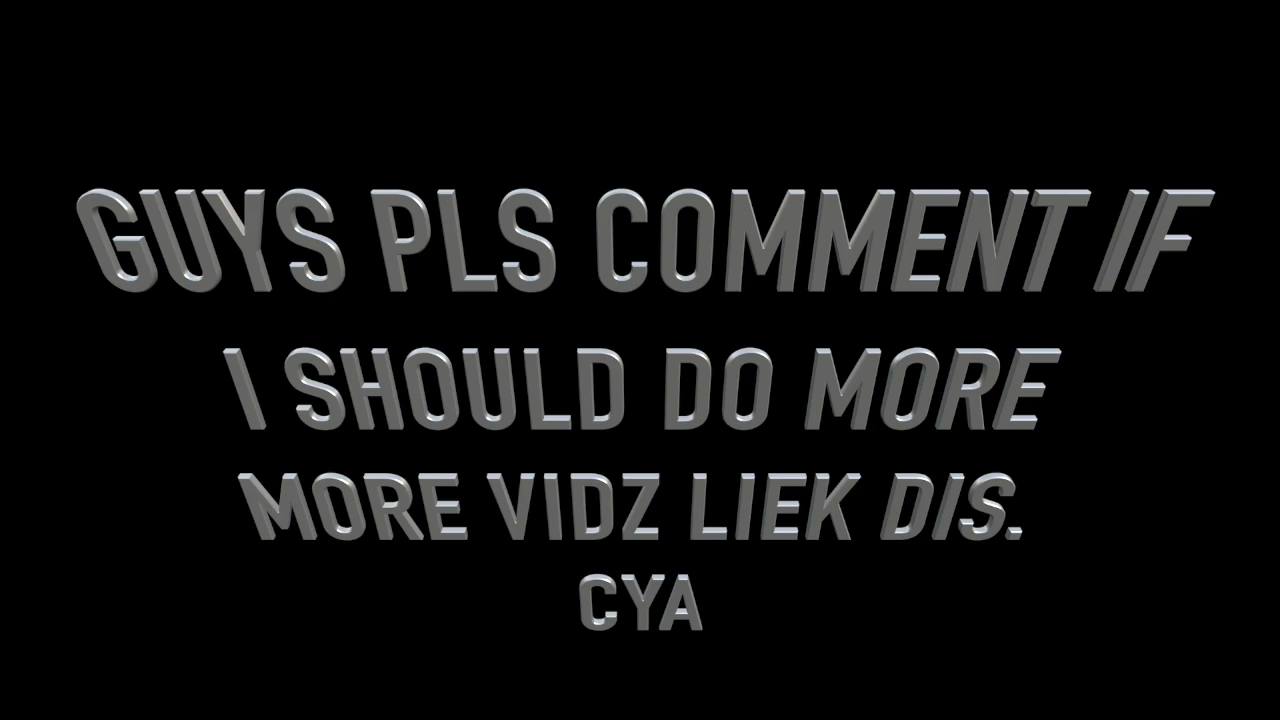 GUYS PLS COMMENT IF
I SHOULD DO MORE
MORE VIDZ LIEK DIS.
CYA